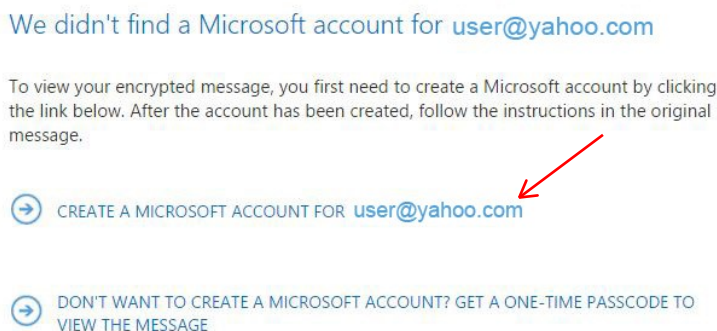 We didn't find a Microsoft account for user@yahoo.com
To view your encrypted message, you first need to create a Microsoft account by clicking
the link below. After the account has been created, follow the instructions in the original
message.
CREATE A MICROSOFT ACCOUNT FOR user@yahoo.com
DON'T WANT TO CREATE A MICROSOFT ACCOUNT? GET A ONE-TIME PASSCODE TO
VIEW THE MESSAGE